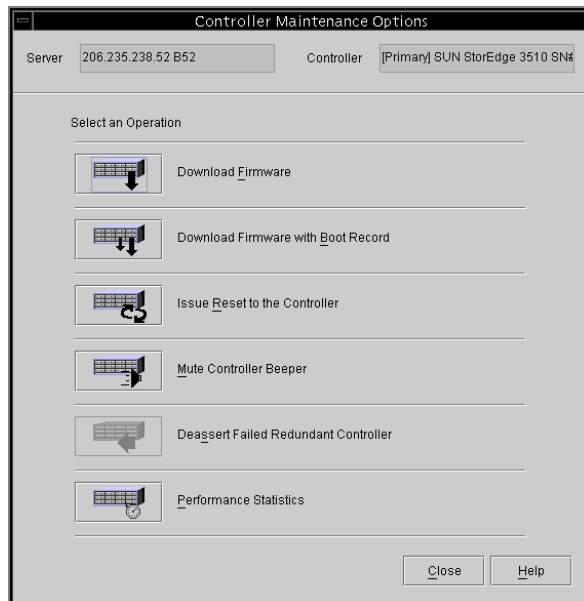 Controller Maintenance Options
Server 206.235.238.52 B52 Controller [Primary] SUN StorEdge 3510 SN#
Select an Operation
Download Firmware
Download Firmware with Boot Record
Issue Reset to the Controller
Mute Controller Beeper
Deassert Failed Redundant Controller
Performance Statistics
Close Help